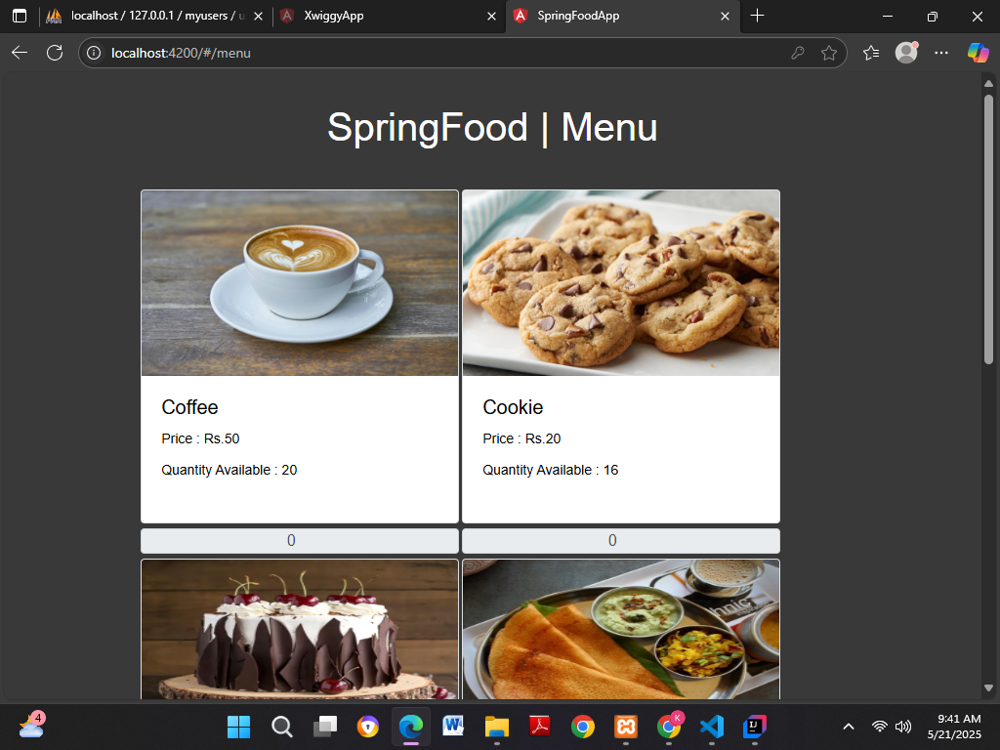 localhost / 127.0.0.1 / myusers / u
XwiggyApp
SpringFoodApp
localhost:4200/#/menu
SpringFood | Menu
Coffee
Price : Rs.50
Quantity Available : 20
Cookie
Price : Rs.20
Quantity Available : 16
0
0
4
K
9:41 AM
5/21/2025